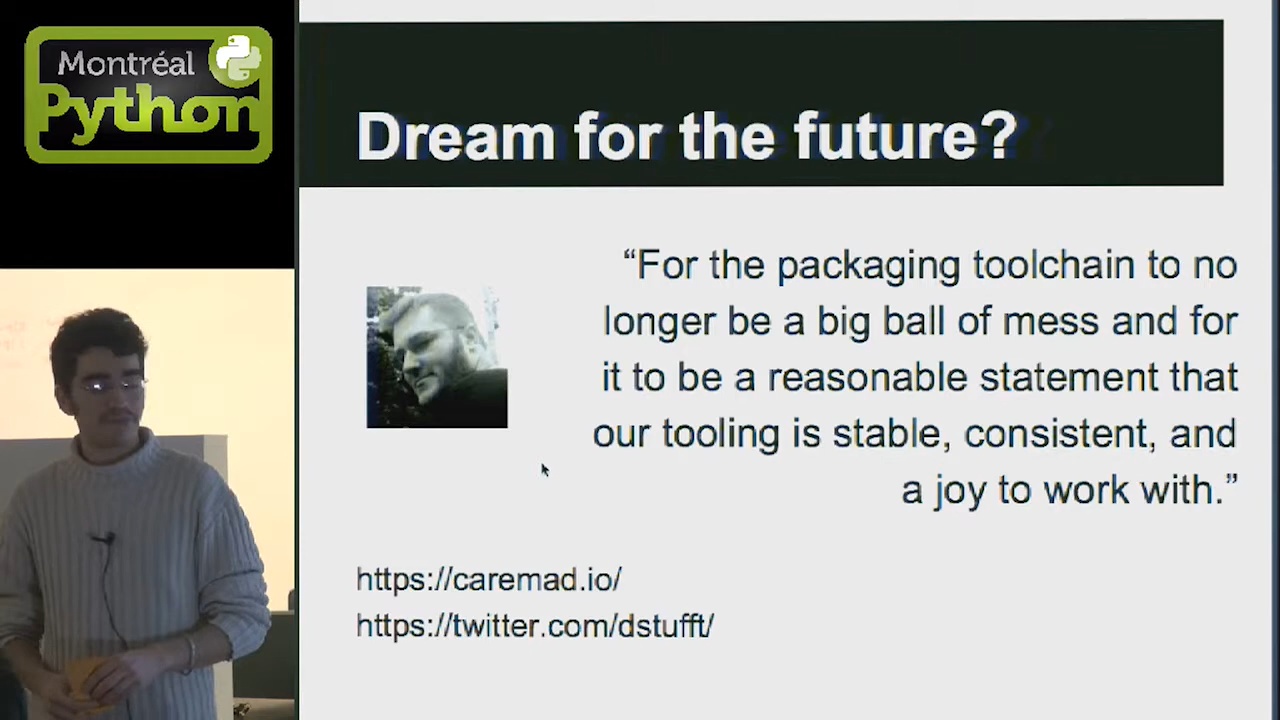 Montréal
Python
Dream for the future?
“For the packaging toolchain to no
longer be a big ball of mess and for
it to be a reasonable statement that
our tooling is stable, consistent, and
a joy to work with.”
https://caremad.io/
https://twitter.com/dstufft/